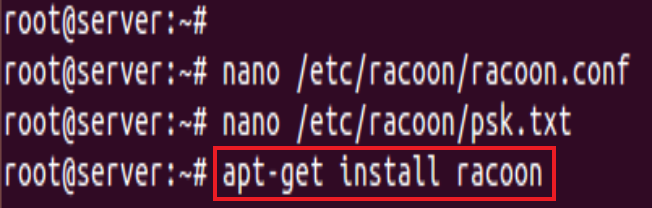 root@server:~#
root@server:~# nano /etc/racoon/racoon.conf
root@server:~# nano /etc/racoon/psk.txt
root@server:~# apt-get install racoon